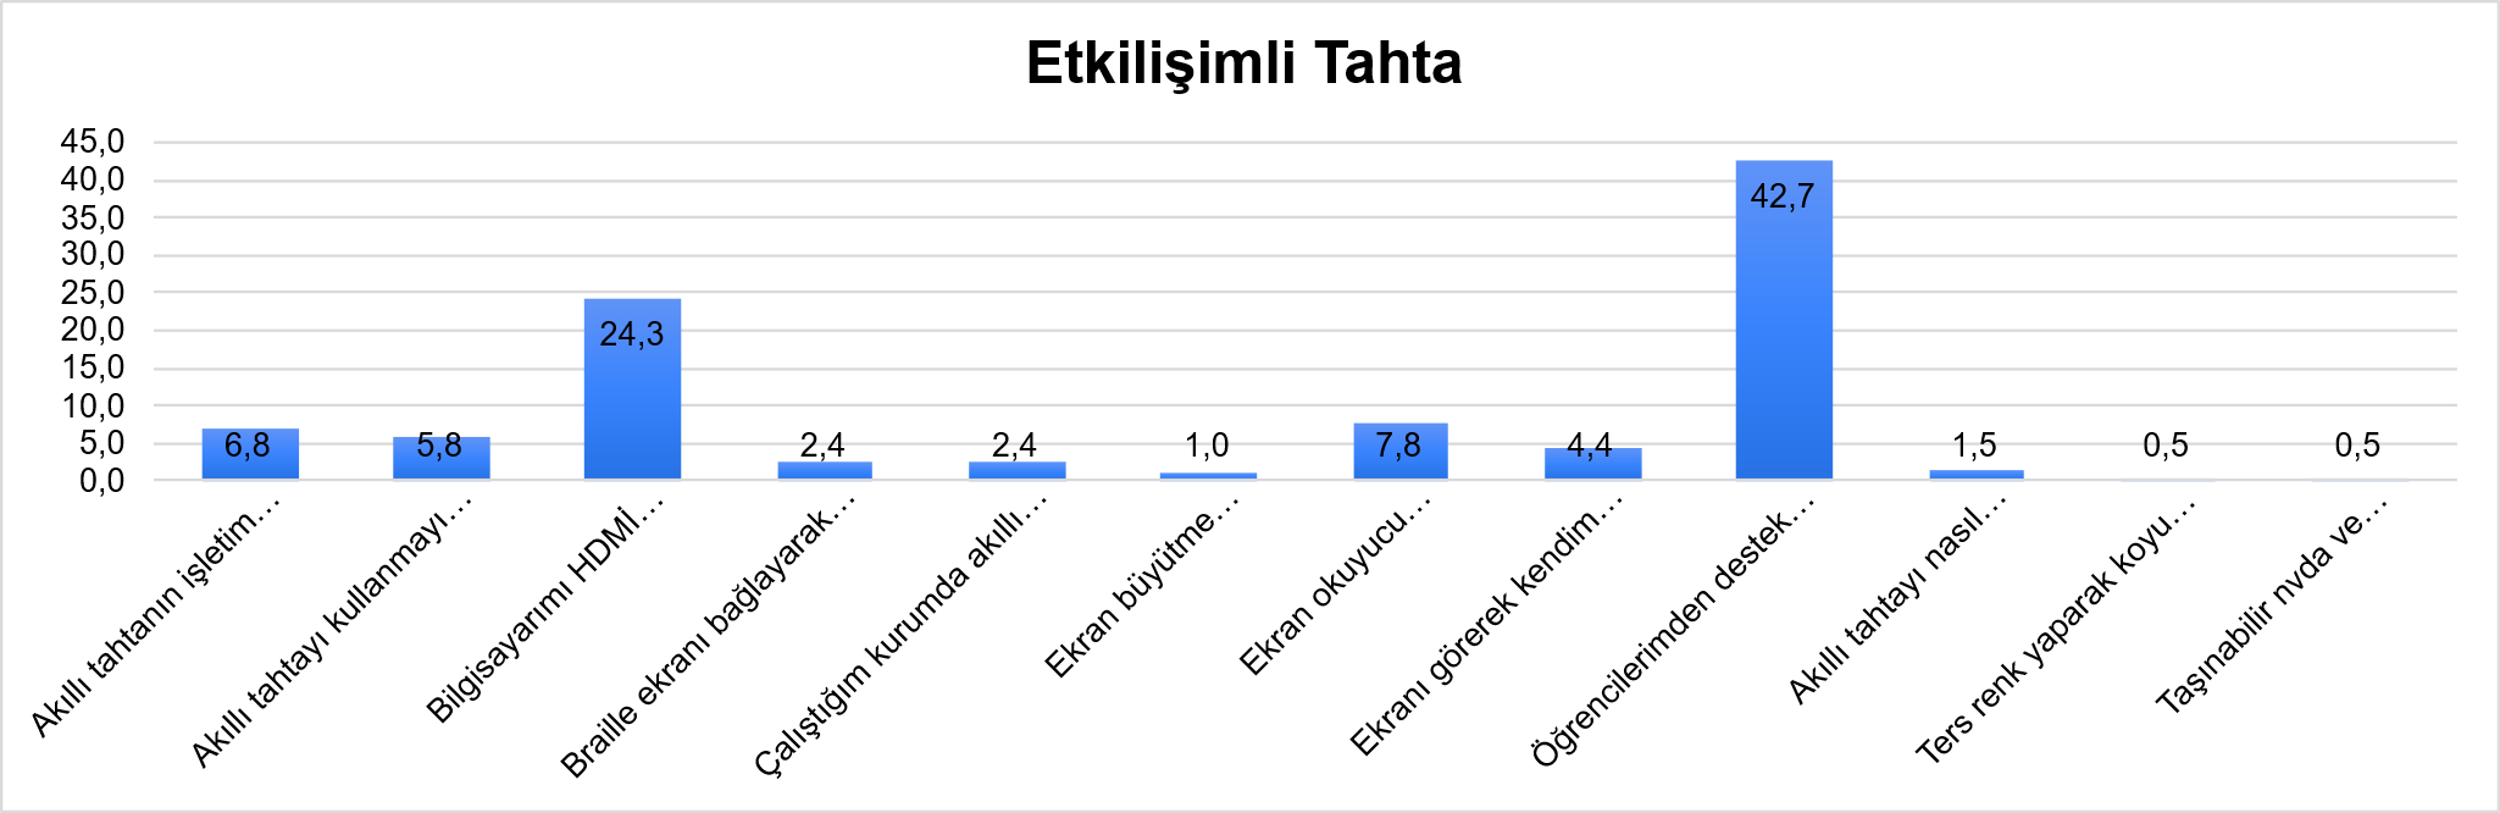 Etkilişimli Tahta
45,0
40,0
35,0
30,0
25,0
20,0
15,0
10,0
5,0
0,0
6,8
5,8
24,3
2,4
2,4
1,0
7,8
4,4
42,7
1,5
0,5
0,5
Akıllı tahtanın işletim…
Akıllı tahtayı kullanmayı…
Bilgisayarımı HDMİ…
Braille ekranı bağlayarak…
Çalıştığım kurumda akıllı…
Ekran büyütme…
Ekran okuyucu…
Ekranı görerek kendim…
Öğrencilerimden destek…
Akıllı tahtayı nasıl…
Ters renk yaparak koyu…
Taşınabilir nvda ve…